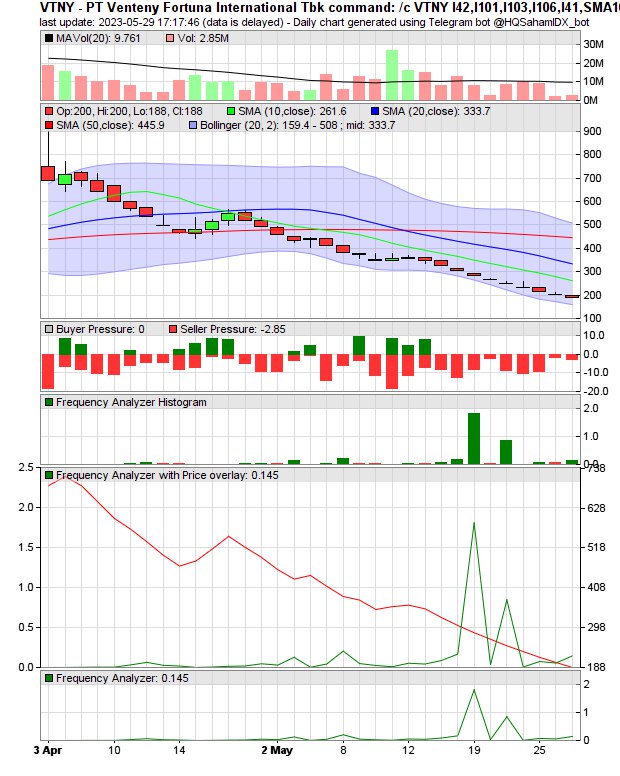 VTNY - PT Venteny Fortuna International Tbk command: /c VTNY I42,I101,I103,I106,I41,SMA10
last update: 2023-05-29 17:17:46 (data is delayed) - Daily chart generated using Telegram bot @HQSahamIDX_bot
MAVol(20): 9.761 Vol: 2.85M
30M
20M
10M
0M
Op:200, Hi:200, Lo:188, Cl:188 SMA (10,close): 261.6 SMA (20,close): 333.7
SMA (50,close): 445.9 Bollinger (20, 2): 159.4 - 508 ; mid: 333.7
900
800
700
600
500
400
300
200
100
Buyer Pressure: 0 Seller Pressure: -2.85
10.0
0.0
-10.0
-20.0
Frequency Analyzer Histogram
2.0
1.0
0.0
Frequency Analyzer with Price overlay: 0.145
2.5 738
2.0 628
1.5 518
1.0 408
0.5 298
0.0 188
Frequency Analyzer: 0.145
2
1
0
3 Apr 10 14 2 May 8 12 19 25